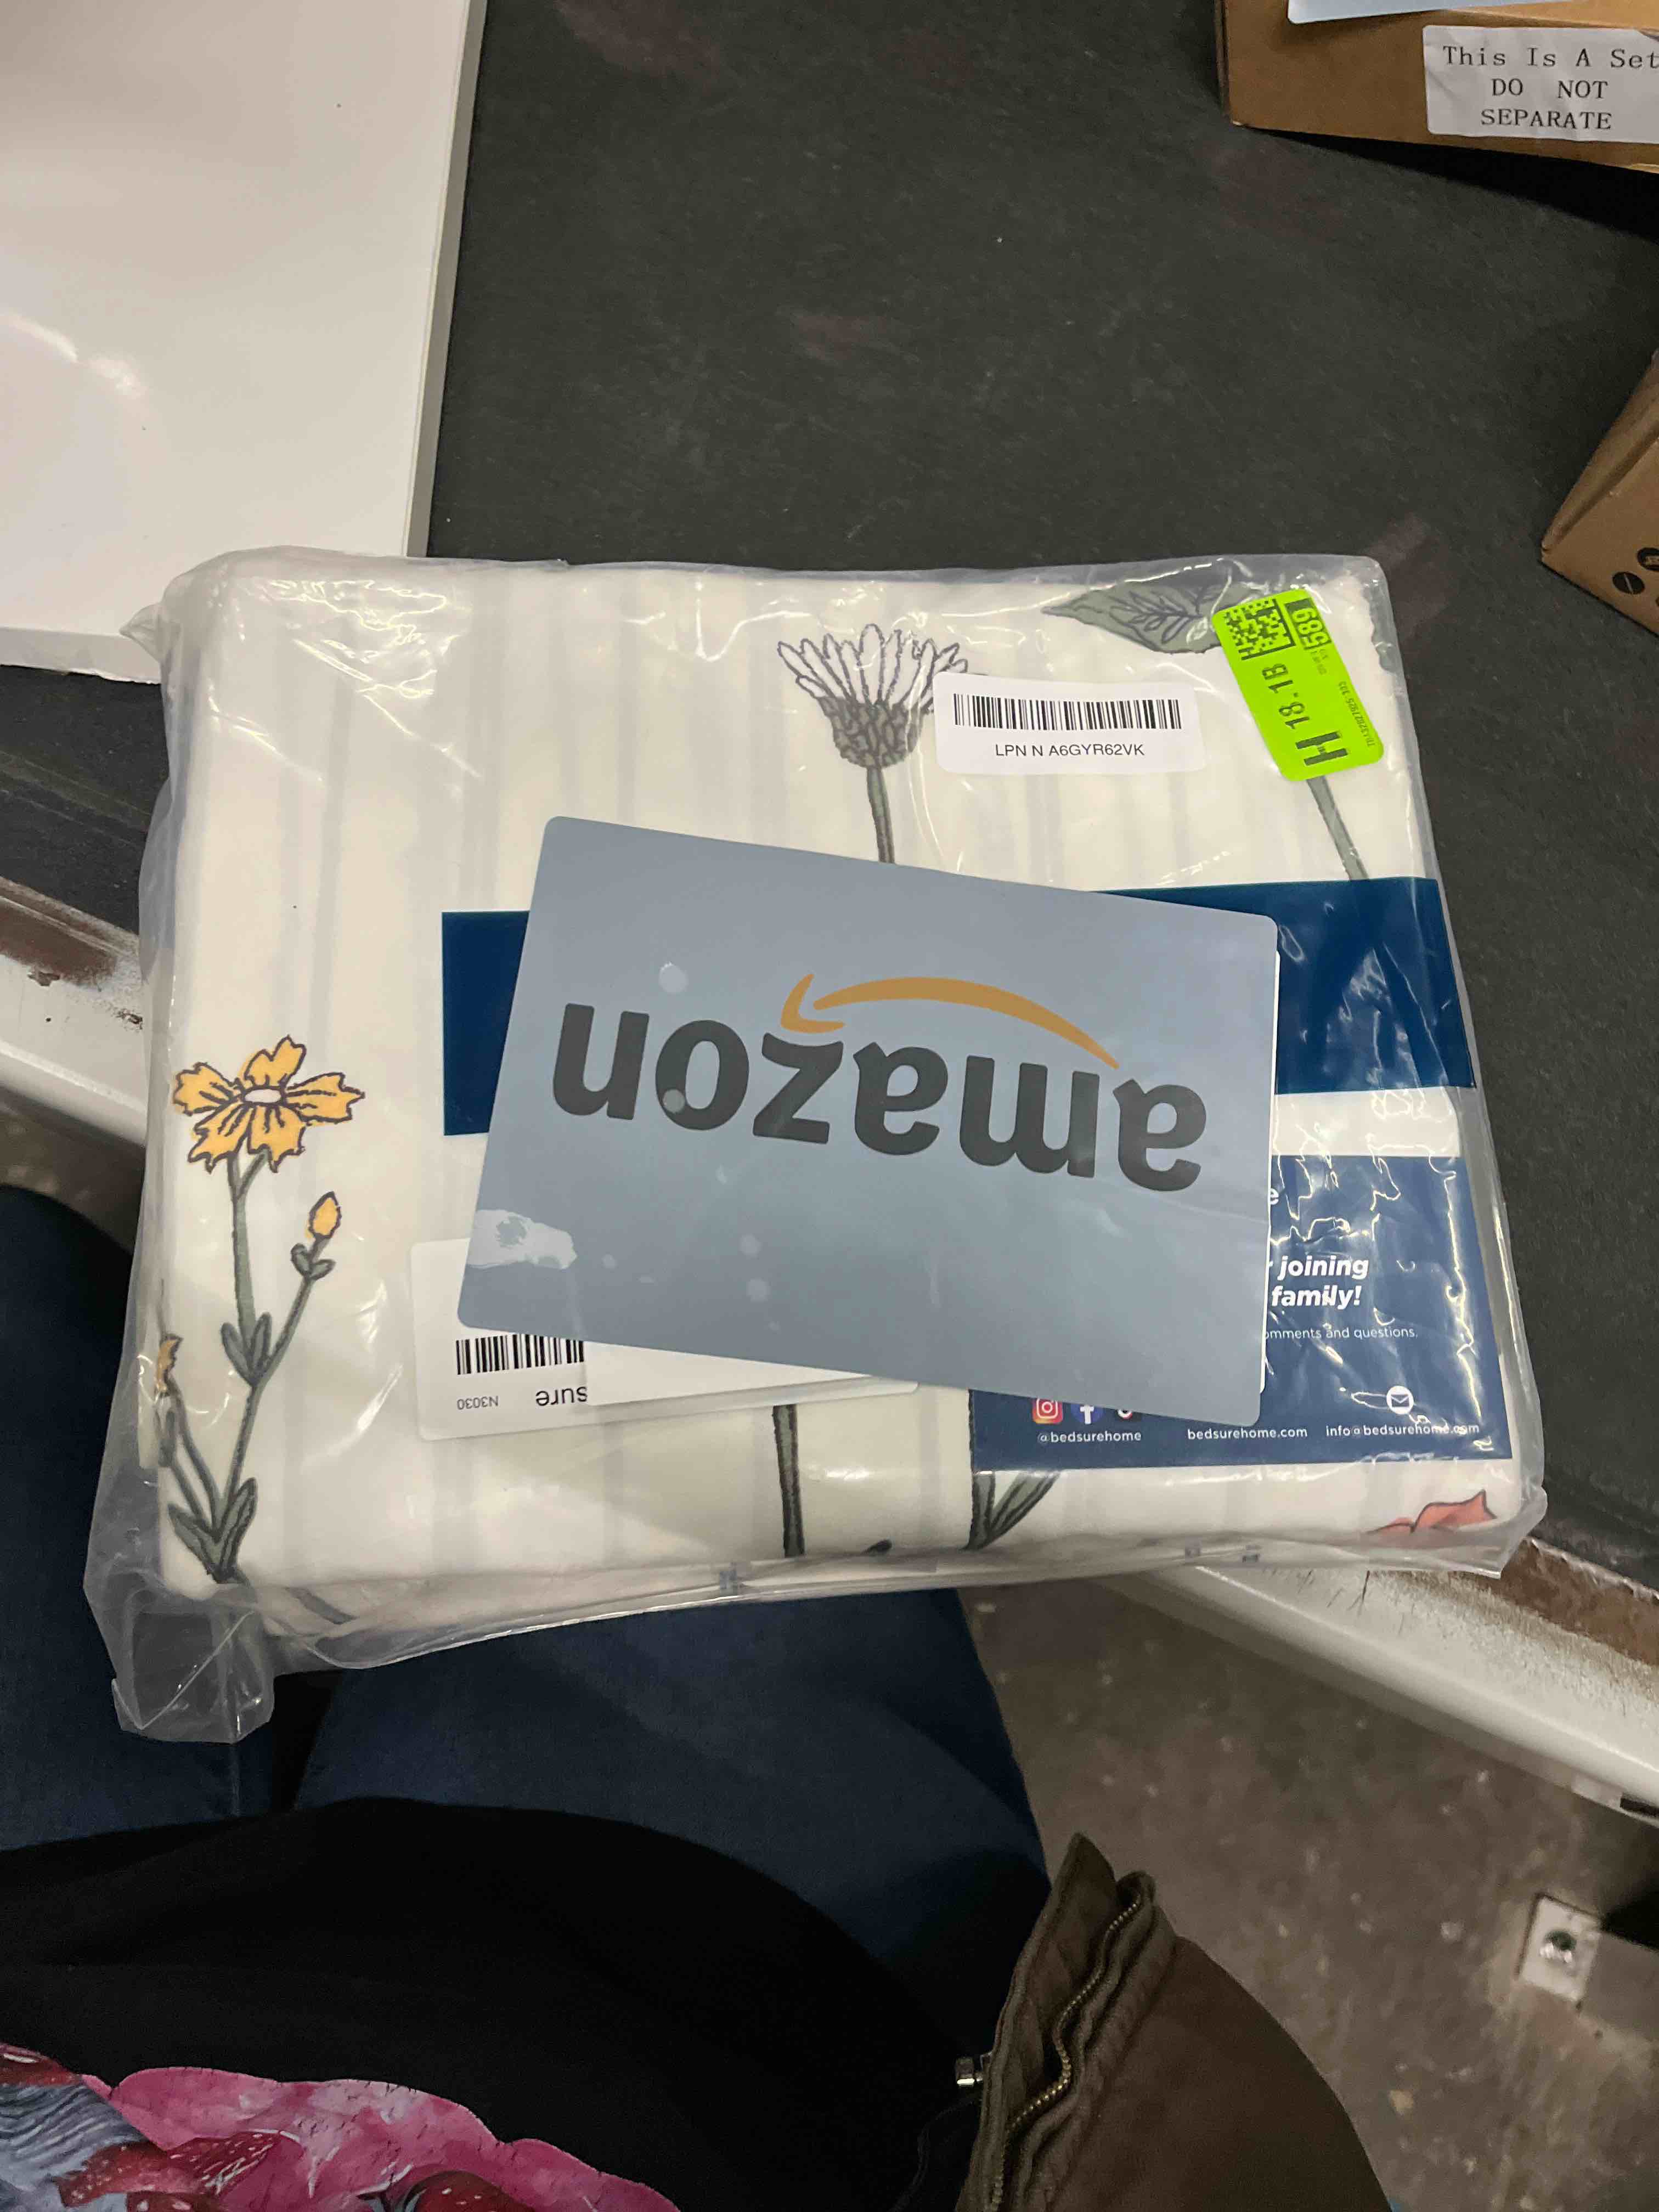 This Is A Set
DO NOT
SEPARATE
589
H 18.1B
LPN N A6GYR62VK
amazon
joining
family!
omments and questions.
N3030
sure
@bedsurehome
bedsurehome.com
info@bedsurehome.com